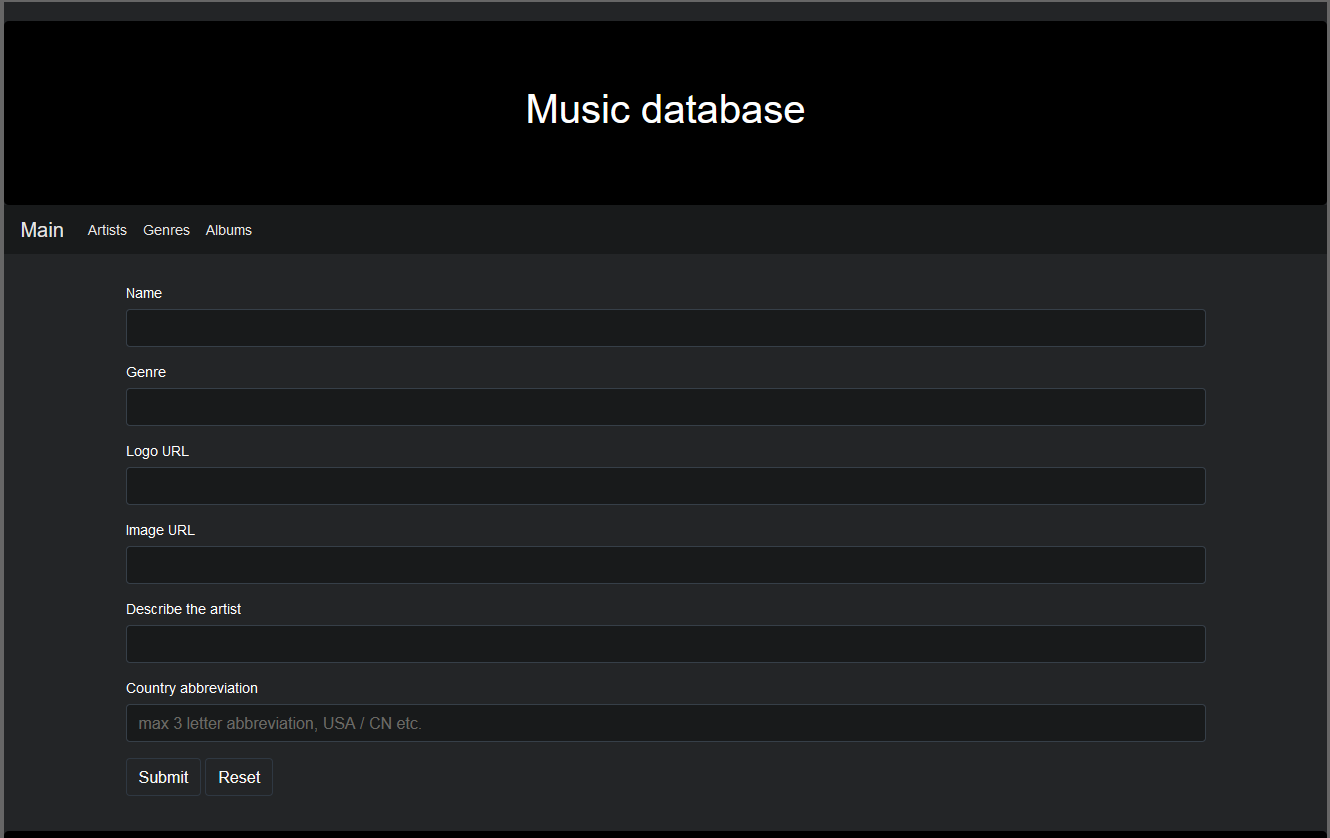 Music database
Main Artists Genres Albums
Name
Genre
Logo URL
Image URL
Describe the artist
Country abbreviation
max 3 letter abbreviation, USA / CN etc.
Submit Reset